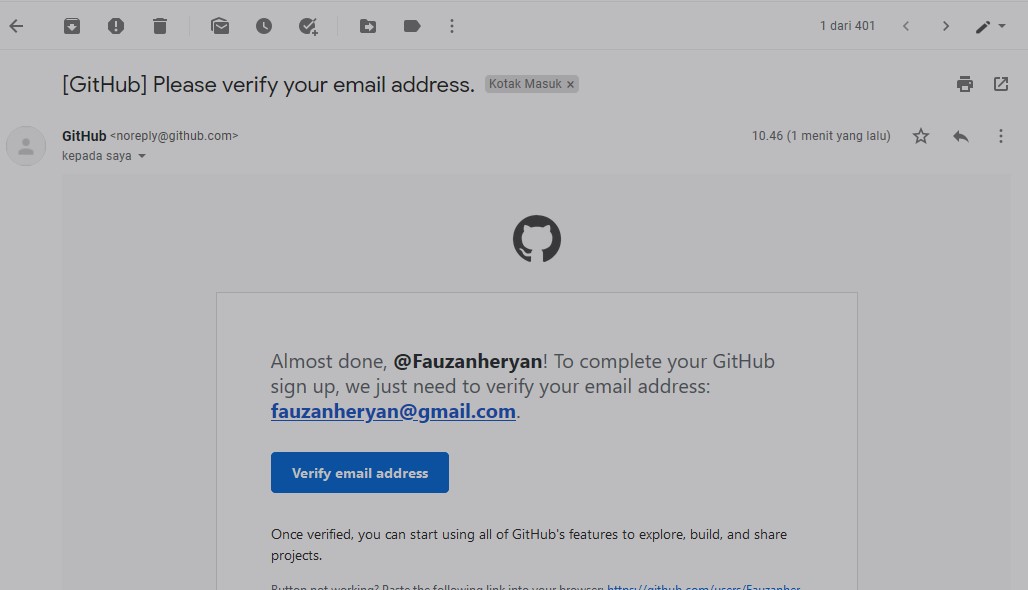 1 dari 401
[GitHub] Please verify your email address. Kotak Masuk ×
GitHub <noreply@github.com> 10.46 (1 menit yang lalu)
kepada saya
Almost done, @Fauzanheryan! To complete your GitHub
sign up, we just need to verify your email address:
fauzanheryan@gmail.com.
Verify email address
Once verified, you can start using all of GitHub's features to explore, build, and share
projects.
Button not working? Paste the following link into your browser: https://github.com/users/Fauzanher